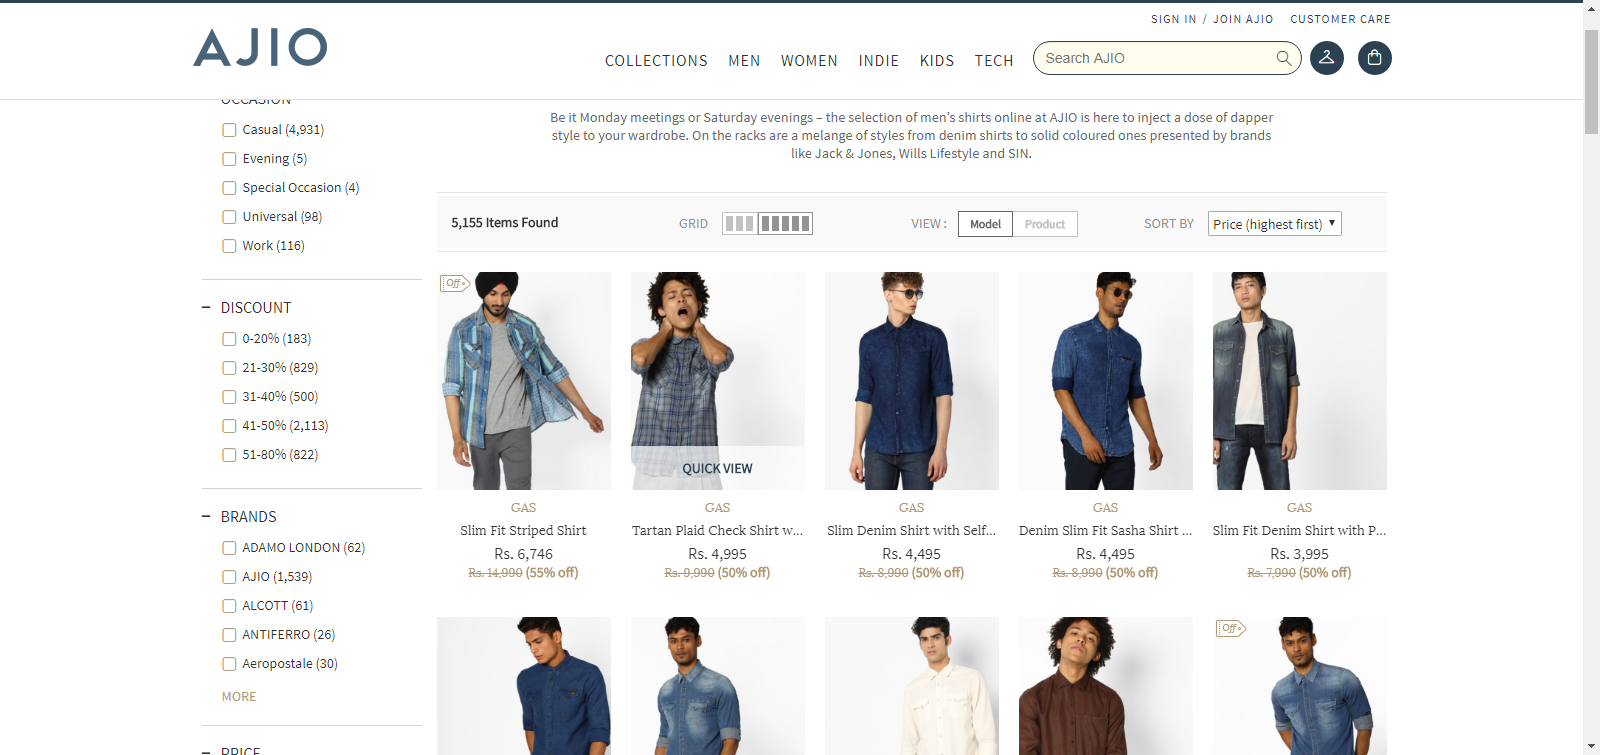 SIGN IN / JOIN AJIO CUSTOMER CARE
AJIO
COLLECTIONS MEN WOMEN INDIE KIDS TECH Search AJIO
OCCASION
Casual (4,931)
Evening (5)
Special Occasion (4)
Universal (98)
Work (116)
DISCOUNT
0-20% (183)
21-30% (829)
31-40% (500)
41-50% (2,113)
51-80% (822)
BRANDS
ADAMO LONDON (62)
AJIO (1,539)
ALCOTT (61)
ANTIFERRO (26)
Aeropostale (30)
MORE
PRICE
Be it Monday meetings or Saturday evenings – the selection of men’s shirts online at AJIO is here to inject a dose of dapper
style to your wardrobe. On the racks are a melange of styles from denim shirts to solid coloured ones presented by brands
like Jack & Jones, Wills Lifestyle and SIN.
5,155 Items Found GRID VIEW : Model Product SORT BY Price (highest first)
Off
QUICK VIEW
GAS GAS GAS GAS GAS
Slim Fit Striped Shirt Tartan Plaid Check Shirt w... Slim Denim Shirt with Self... Denim Slim Fit Sasha Shirt ... Slim Fit Denim Shirt with P...
Rs. 6,746 Rs. 4,995 Rs. 4,495 Rs. 4,495 Rs. 3,995
Rs. 14,990 (55% off) Rs. 9,990 (50% off) Rs. 8,990 (50% off) Rs. 8,990 (50% off) Rs. 7,990 (50% off)
Off